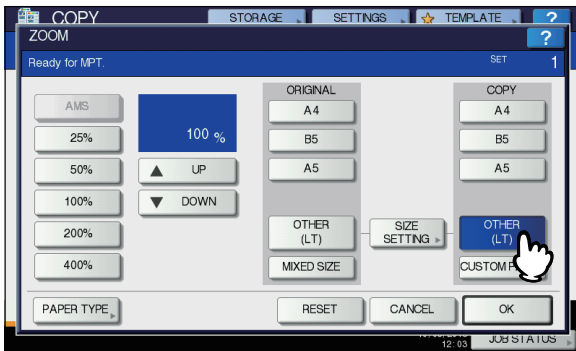 COPY
STORAGE
SETTINGS
TEMPLATE
?
ZOOM
?
Ready for MPT.
SET 1
AMS
25%
50%
100%
200%
400%
100 %
▲ UP
▼ DOWN
ORIGINAL
A4
B5
A5
OTHER
(LT)
MIXED SIZE
SIZE
SETTING
COPY
A4
B5
A5
OTHER
(LT)
CUSTOM
PAPER TYPE
RESET
CANCEL
OK
12:03
JOB STATUS